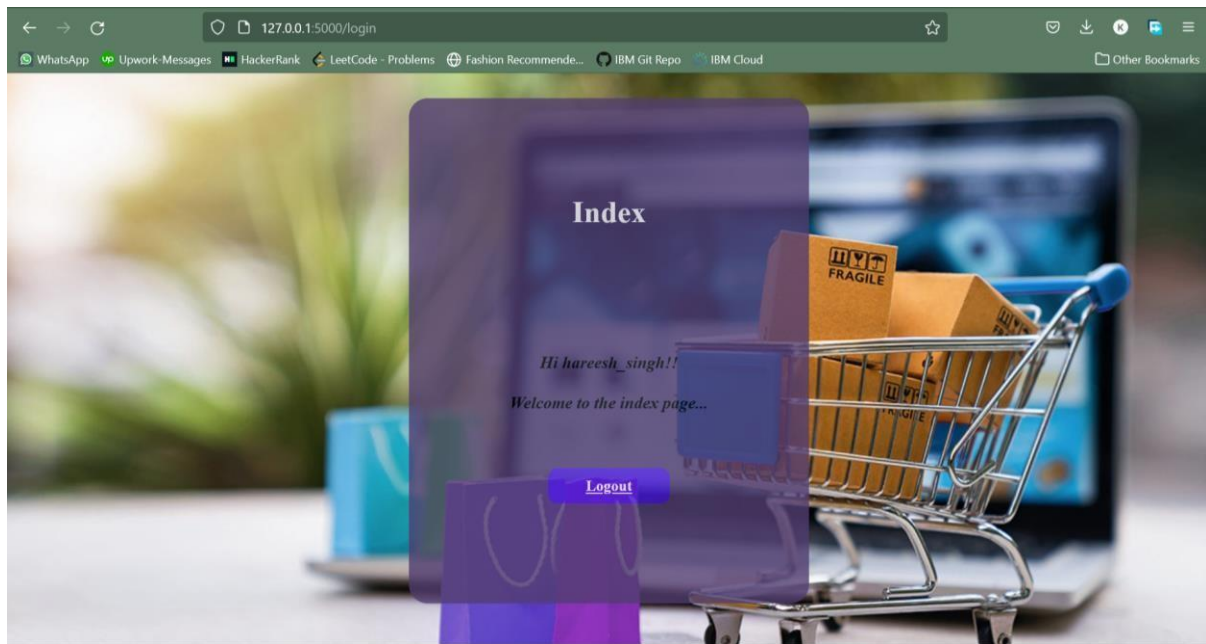 127.0.0.1:5000/login
WhatsApp Upwork-Messages HackerRank LeetCode - Problems Fashion Recommende... IBM Git Repo IBM Cloud Other Bookmarks
Index
FRAGILE
Hi hareesh_singh!!
Welcome to the index page...
FRAGILE
Logout